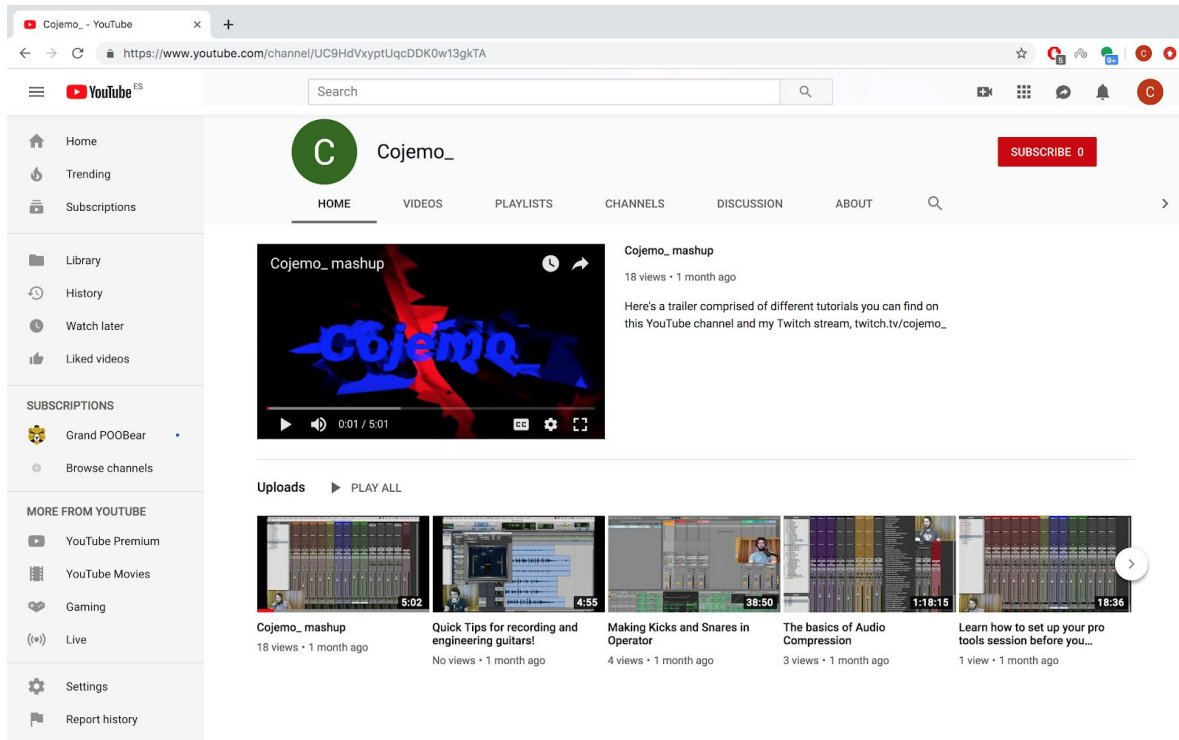 Cojemo_ - YouTube
https://www.youtube.com/channel/UC9HdVxyptUqcDDK0w13gkTA
5
9+
C
YouTube ES
Search
C
Home
Trending
Subscriptions
Library
History
Watch later
Liked videos
SUBSCRIPTIONS
Grand POOBear
Browse channels
MORE FROM YOUTUBE
YouTube Premium
YouTube Movies
Gaming
Live
Settings
Report history
C
Cojemo_
SUBSCRIBE 0
HOME VIDEOS PLAYLISTS CHANNELS DISCUSSION ABOUT
Cojemo_ mashup
Cojemo_
0:01 / 5:01
CC
Cojemo_ mashup
18 views • 1 month ago
Here's a trailer comprised of different tutorials you can find on
this YouTube channel and my Twitch stream, twitch.tv/cojemo_
Uploads PLAY ALL
5:02
Cojemo_ mashup
18 views • 1 month ago
4:55
Quick Tips for recording and
engineering guitars!
No views • 1 month ago
38:50
Making Kicks and Snares in
Operator
4 views • 1 month ago
1:18:15
The basics of Audio
Compression
3 views • 1 month ago
18:36
Learn how to set up your pro
tools session before you...
1 view • 1 month ago